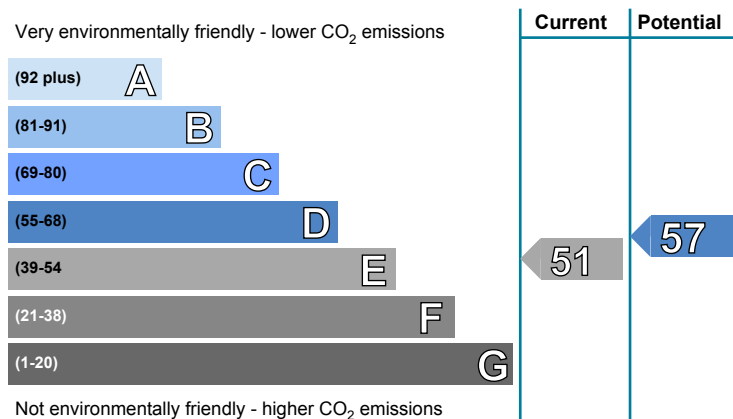 Current Potential
Very environmentally friendly - lower CO₂ emissions
(92 plus) A
(81-91) B
(69-80) C
(55-68) D
57
(39-54 E
51
(21-38) F
(1-20) G
Not environmentally friendly - higher CO₂ emissions